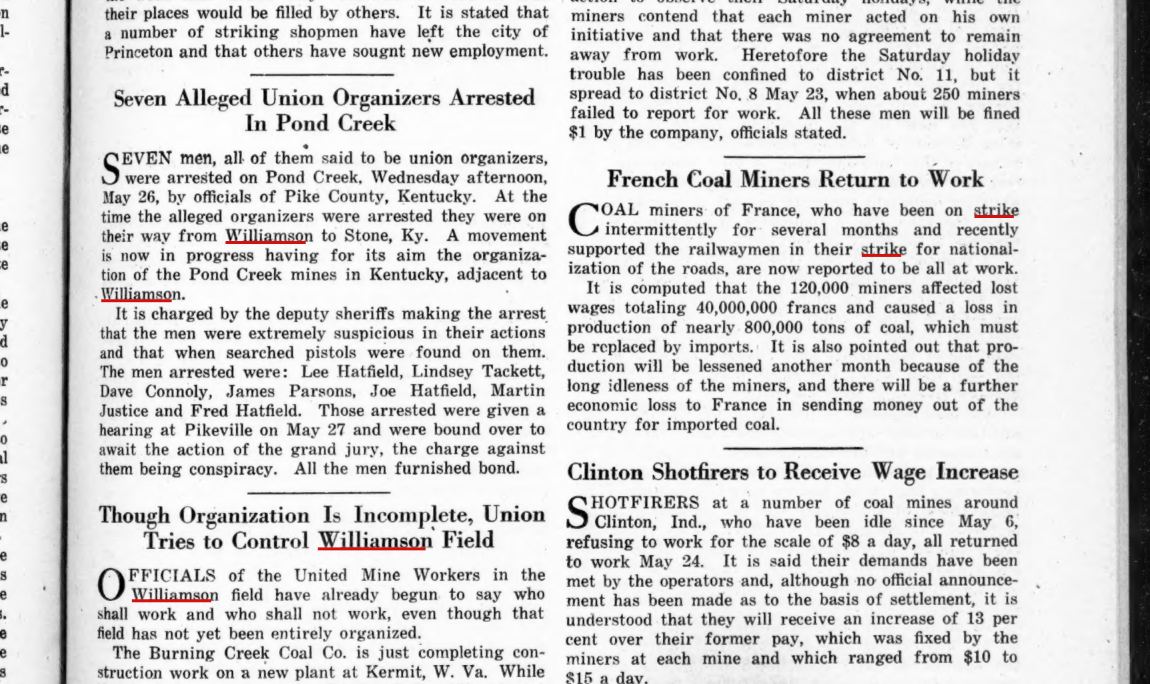 their places would be filled by others. It is stated that
a number of striking shopmen have left the city of
Princeton and that others have sougnt new employment.
Seven Alleged Union Organizers Arrested
In Pond Creek
SEVEN men, all of them said to be union organizers,
were arrested on Pond Creek, Wednesday afternoon,
May 26, by officials of Pike County, Kentucky. At the
time the alleged organizers were arrested they were on
their way from Williamson to Stone, Ky. A movement
is now in progress having for its aim the organiza-
tion of the Pond Creek mines in Kentucky, adjacent to
Williamson.
It is charged by the deputy sheriffs making the arrest
that the men were extremely suspicious in their actions
and that when searched pistols were found on them.
The men arrested were: Lee Hatfield, Lindsey Tackett,
Dave Connoly, James Parsons, Joe Hatfield, Martin
Justice and Fred Hatfield. Those arrested were given a
hearing at Pikeville on May 27 and were bound over to
await the action of the grand jury, the charge against
them being conspiracy. All the men furnished bond.
Though Organization Is Incomplete, Union
Tries to Control Williamson Field
OFFICIALS of the United Mine Workers in the
Williamson field have already begun to say who
shall work and who shall not work, even though that
field has not yet been entirely organized.
The Burning Creek Coal Co. is just completing con-
struction work on a new plant at Kermit, W. Va. While
action to observe their Saturday holidays, while the
miners contend that each miner acted on his own
initiative and that there was no agreement to remain
away from work. Heretofore the Saturday holiday
trouble has been confined to district No. 11, but it
spread to district No. 8 May 23, when about 250 miners
failed to report for work. All these men will be fined
$1 by the company, officials stated.
French Coal Miners Return to Work
COAL miners of France, who have been on strike
intermittently for several months and recently
supported the railwaymen in their strike for national-
ization of the roads, are now reported to be all at work.
It is computed that the 120,000 miners affected lost
wages totaling 40,000,000 francs and caused a loss in
production of nearly 800,000 tons of coal, which must
be replaced by imports. It is also pointed out that pro-
duction will be lessened another month because of the
long idleness of the miners, and there will be a further
economic loss to France in sending money out of the
country for imported coal.
Clinton Shotfirers to Receive Wage Increase
SHOTFIRERS at a number of coal mines around
Clinton, Ind., who have been idle since May 6,
refusing to work for the scale of $8 a day, all returned
to work May 24. It is said their demands have been
met by the operators and, although no official announce-
ment has been made as to the basis of settlement, it is
understood that they will receive an increase of 13 per
cent over their former pay, which was fixed by the
miners at each mine and which ranged from $10 to
$15 a day.